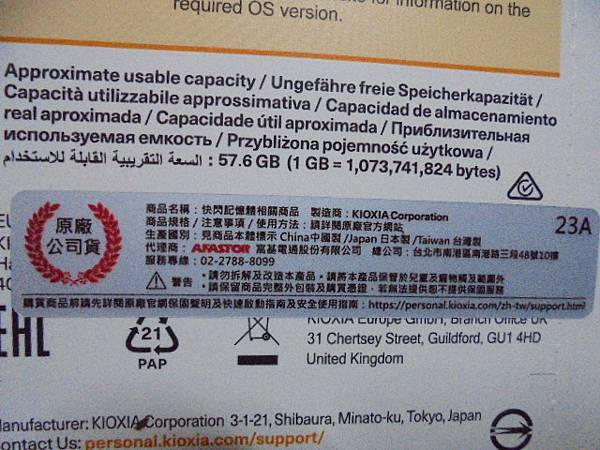 for information on the
required OS version.
Approximate usable capacity / Ungefähre freie Speicherkapazität /
Capacità utilizzabile approssimativa / Capacidad de almacenamiento
real aproximada / Capacidade útil aproximada / Приблизительная
используемая емкость / Przybliżona pojemność użytkowa /
السعة التقريبية القابلة للاستخدام : 57.6 GB (1 GB = 1,073,741,824 bytes)
原廠
公司貨
商品名稱：快閃記憶體相關商品 製造商：KIOXIA Corporation
商品規格 / 注意事項 / 使用方法：請詳閱原廠官方網站
生產國別：見商品本體標示 China中國製 /Japan 日本製 /Taiwan 台灣製
代理商： AFASTOR 富基電通股份有限公司 總公司：台北市南港區南港路三段48號10樓
服務專線：02-2788-8099
23A
警告
•請勿拆解及改造本產品•請將本產品保管於兒童及寵物觸及範圍外
•請保留商品完整外包裝及購買憑證，若無法提供恕不提供保固服務
購買商品前請先詳閱原廠官網保固聲明及快速啟動指南及安全使用指南：https://personal.kioxia.com/zh-tw/support.html
EAC
21
PAP
KIOXIA Europe GmbH, Branch Office UK
31 Chertsey Street, Guildford, GU1 4HD
United Kingdom
Manufacturer: KIOXIA Corporation 3-1-21, Shibaura, Minato-ku, Tokyo, Japan
Contact Us: personal.kioxia.com/support/